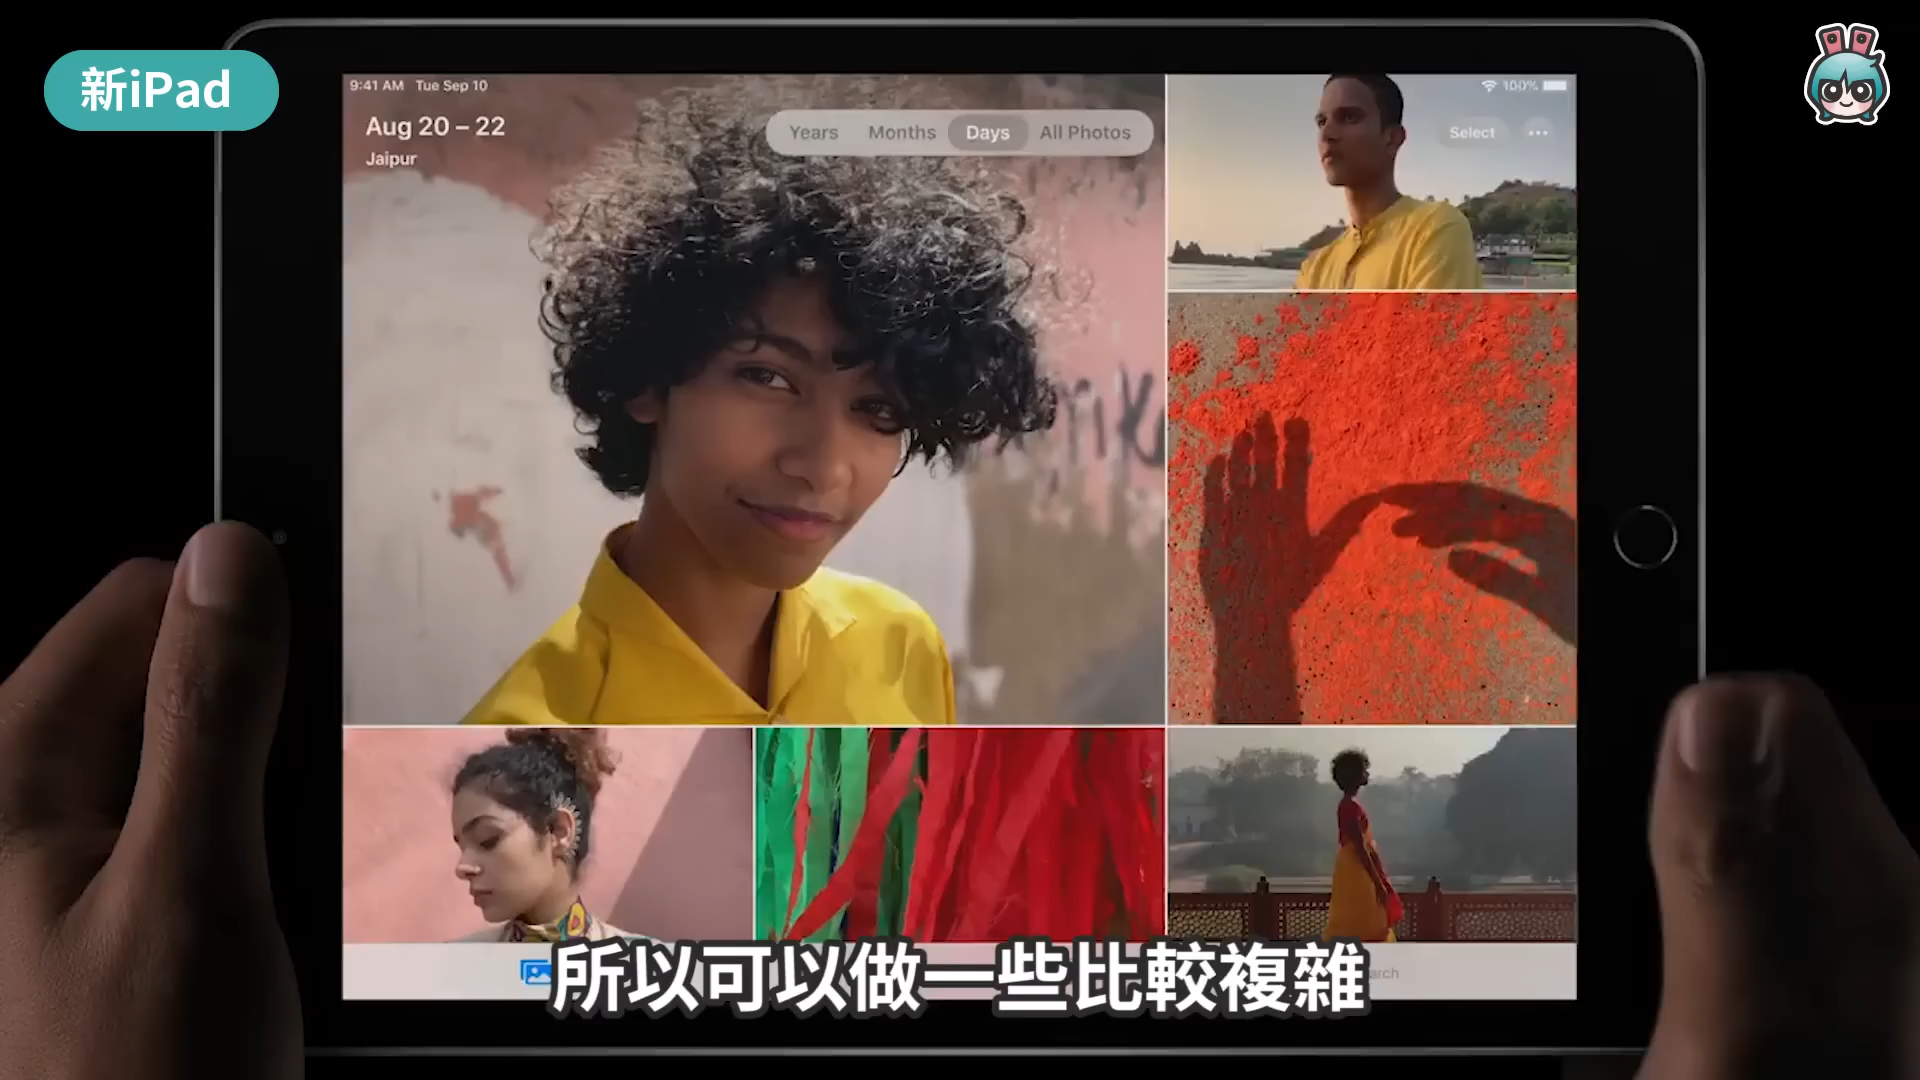 新iPad
9:41 AM Tue Sep 10
100%
Aug 20 – 22
Jaipur
Years Months Days All Photos
Select
所以可以做一些比較複雜